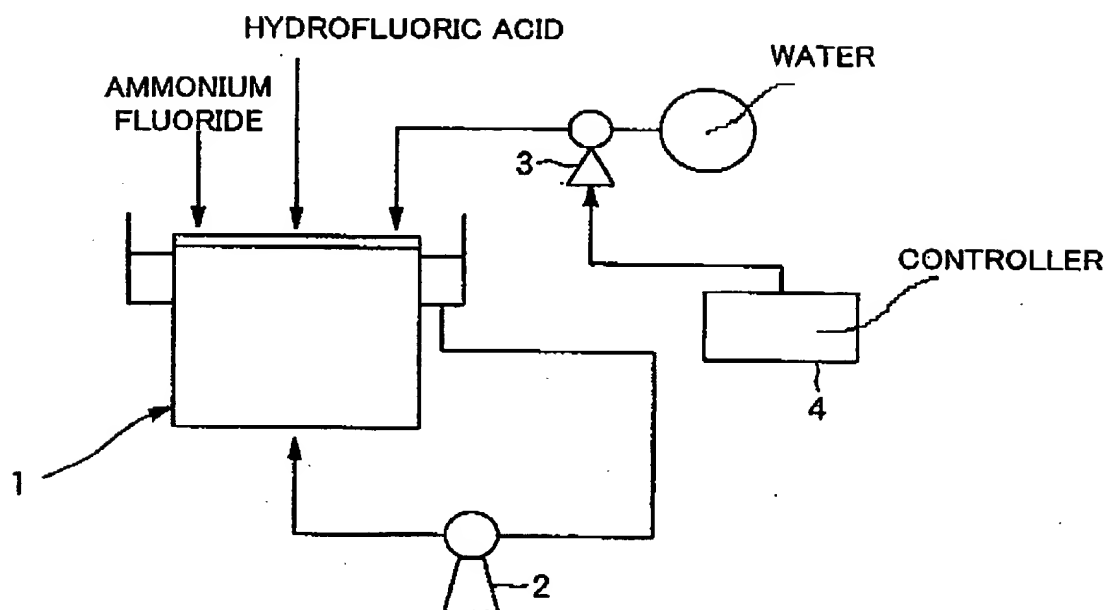 HYDROFLUORIC ACID
AMMONIUM
FLUORIDE
WATER
3
CONTROLLER
4
1
2